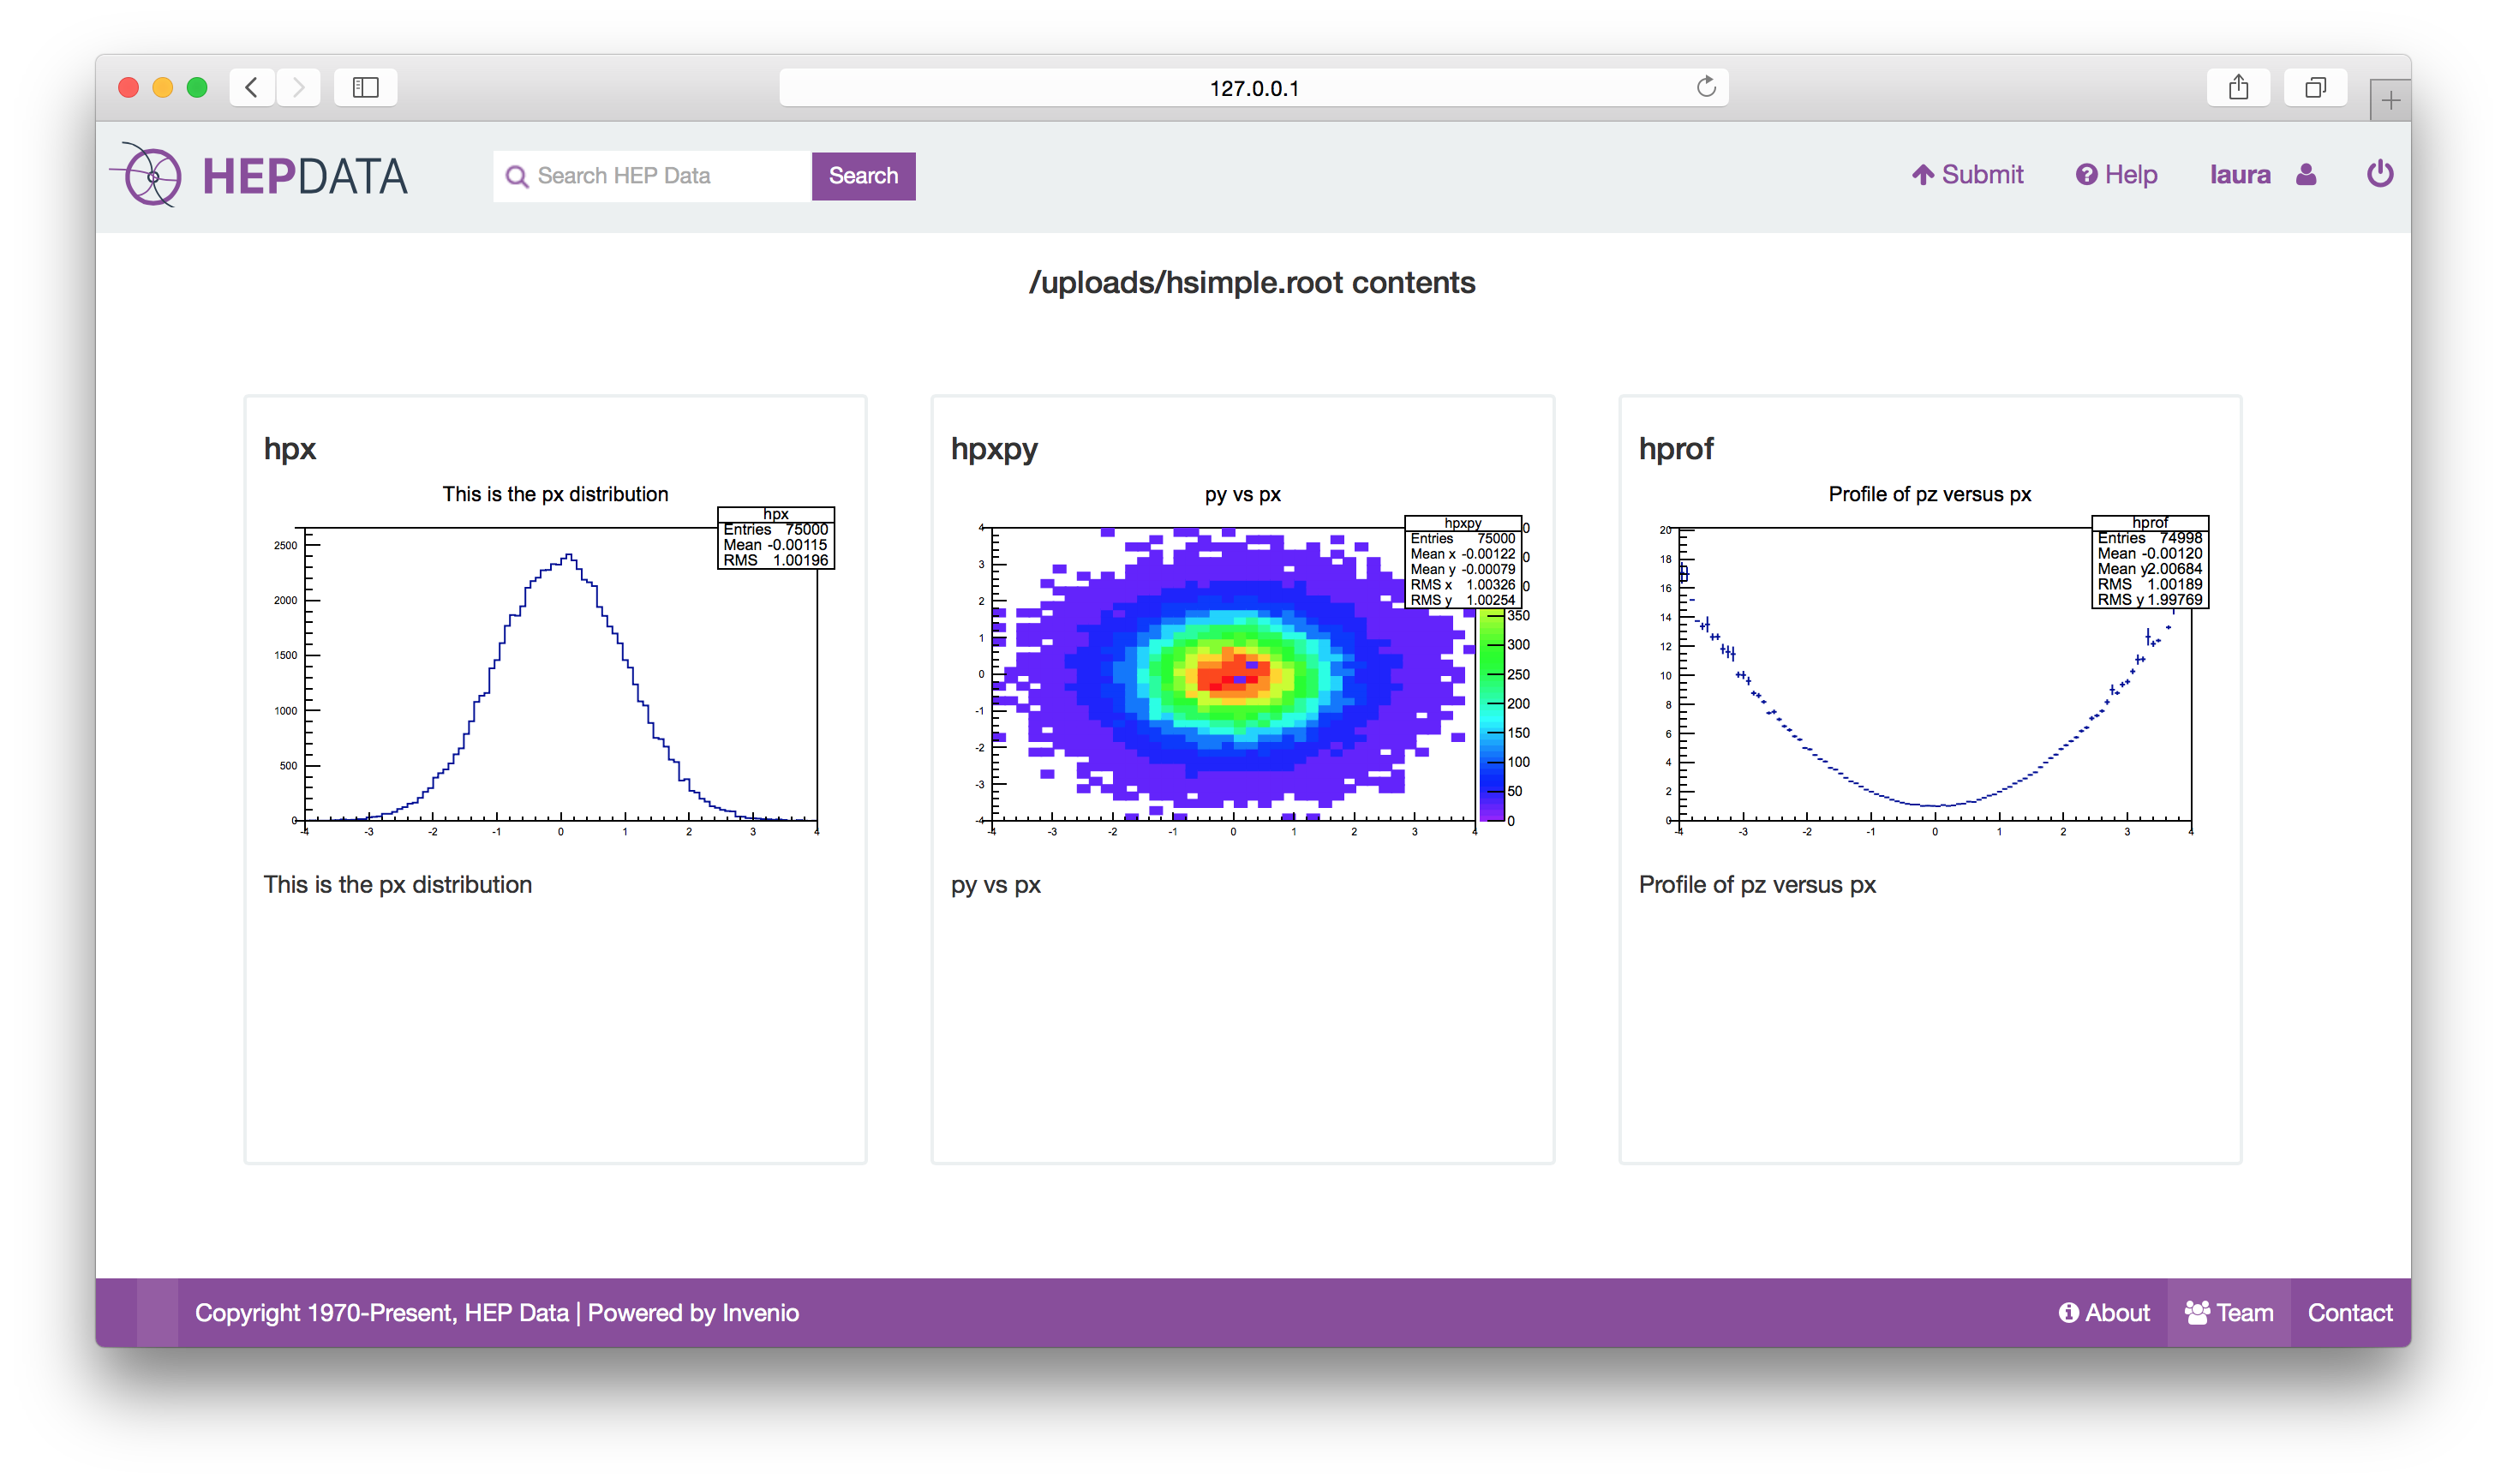 127.0.0.1
HEPDATA
Search HEP Data
Search
Submit
Help
laura
/uploads/hsimple.root contents
hpx
This is the px distribution
hpx
Entries 75000
Mean -0.00115
RMS 1.00196
2500
2000
1500
1000
500
0
-4 -3 -2 -1 0 1 2 3 4
This is the px distribution
hpxpy
py vs px
hpxpy
Entries 75000
Mean x -0.00122
Mean y -0.00079
RMS x 1.00326
RMS y 1.00254
4
3
2
1
0
-1
-2
-3
-4
-4 -3 -2 -1 0 1 2 3 4
0
0
0
350
300
250
200
150
100
50
0
py vs px
hprof
Profile of pz versus px
hprof
Entries 74998
Mean -0.00120
Mean y 2.00684
RMS 1.00189
RMS y 1.99769
20
18
16
14
12
10
8
6
4
2
0
-4 -3 -2 -1 0 1 2 3 4
Profile of pz versus px
Copyright 1970-Present, HEP Data | Powered by Invenio
About
Team
Contact